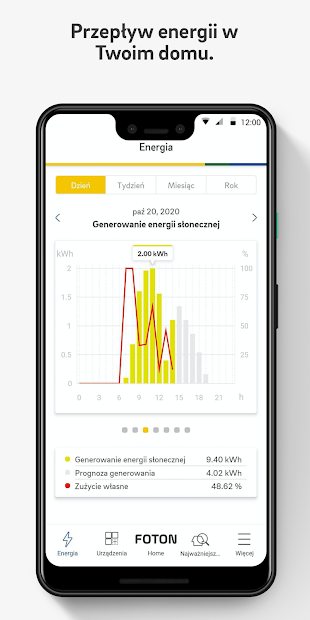 Przepływ energii w
Twoim domu.
12:00
Energia
Dzień Tydzień Miesiąc Rok
paź 20, 2020
Generowanie energii słonecznej
2.00 kWh
kWh %
2 100
1.5 75
1 50
0.5 25
0
0 3 6 9 12 15 18 21 h
Generowanie energii słonecznej 9.40 kWh
Prognoza generowania 4.02 kWh
Zużycie własne 48.62 %
FOTON
Energia Urządzenia Home Najważniejsz... Więcej